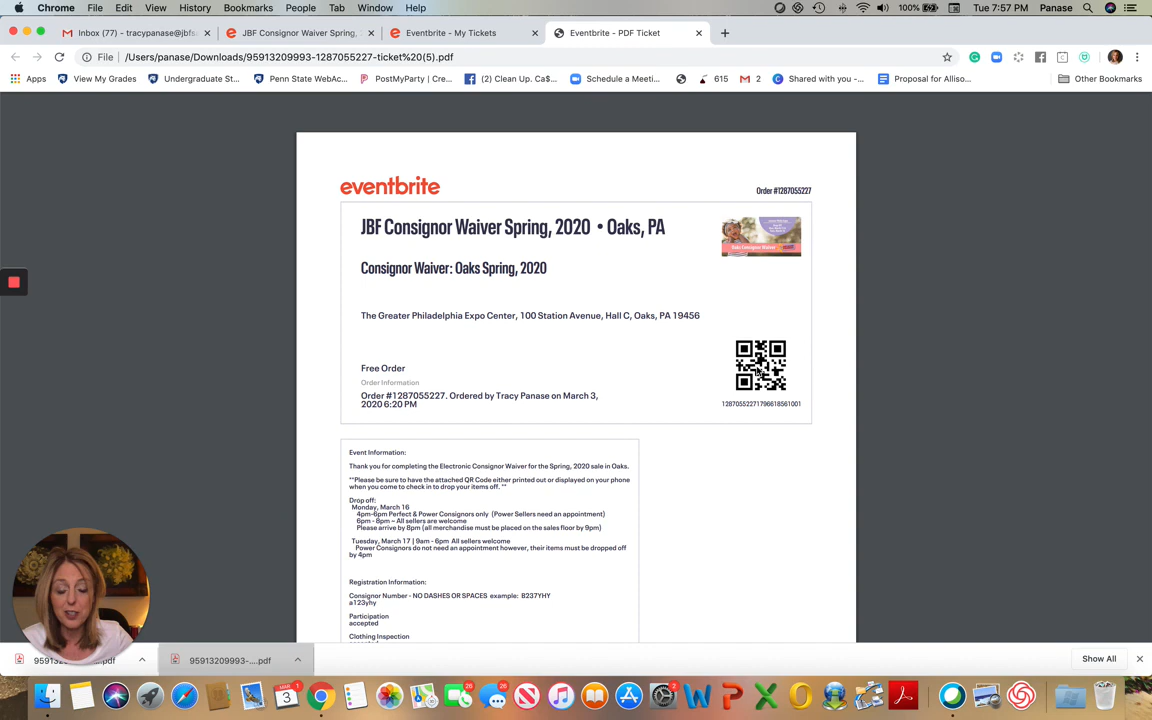 Chrome File Edit View History Bookmarks People Tab Window Help 100% Tue 7:57 PM Panase
Inbox (77) - tracypanase@jbfs
JBF Consignor Waiver Spring,
Eventbrite - My Tickets
Eventbrite - PDF Ticket
File /Users/panase/Downloads/95913209993-1287055227-ticket%20(5).pdf
Apps View My Grades Undergraduate St... Penn State WebAc... PostMyParty | Cre... (2) Clean Up. Ca$... Schedule a Meeti... 615 2 Shared with you -... Proposal for Alliso... Other Bookmarks
eventbrite
Order #1287055227
JBF Consignor Waiver Spring, 2020 • Oaks, PA
Oaks Consignor Waiver
Consignor Waiver: Oaks Spring, 2020
The Greater Philadelphia Expo Center, 100 Station Avenue, Hall C, Oaks, PA 19456
Free Order
Order Information
Order #1287055227. Ordered by Tracy Panase on March 3,
2020 6:20 PM
12870552271796618561001
Event Information:
Thank you for completing the Electronic Consignor Waiver for the Spring, 2020 sale in Oaks.
**Please be sure to have the attached QR Code either printed out or displayed on your phone
when you come to check in to drop your items off. **
Drop off:
Monday, March 16
4pm-6pm Perfect & Power Consignors only (Power Sellers need an appointment)
6pm - 8pm ~ All sellers are welcome
Please arrive by 8pm (all merchandise must be placed on the sales floor by 9pm)
Tuesday, March 17 | 9am - 6pm All sellers welcome
Power Consignors do not need an appointment however, their items must be dropped off
by 4pm
Registration Information:
Consignor Number - NO DASHES OR SPACES example: B237YHY
a123yhy
Participation
accepted
Clothing Inspection
95913209993-....pdf
Show All